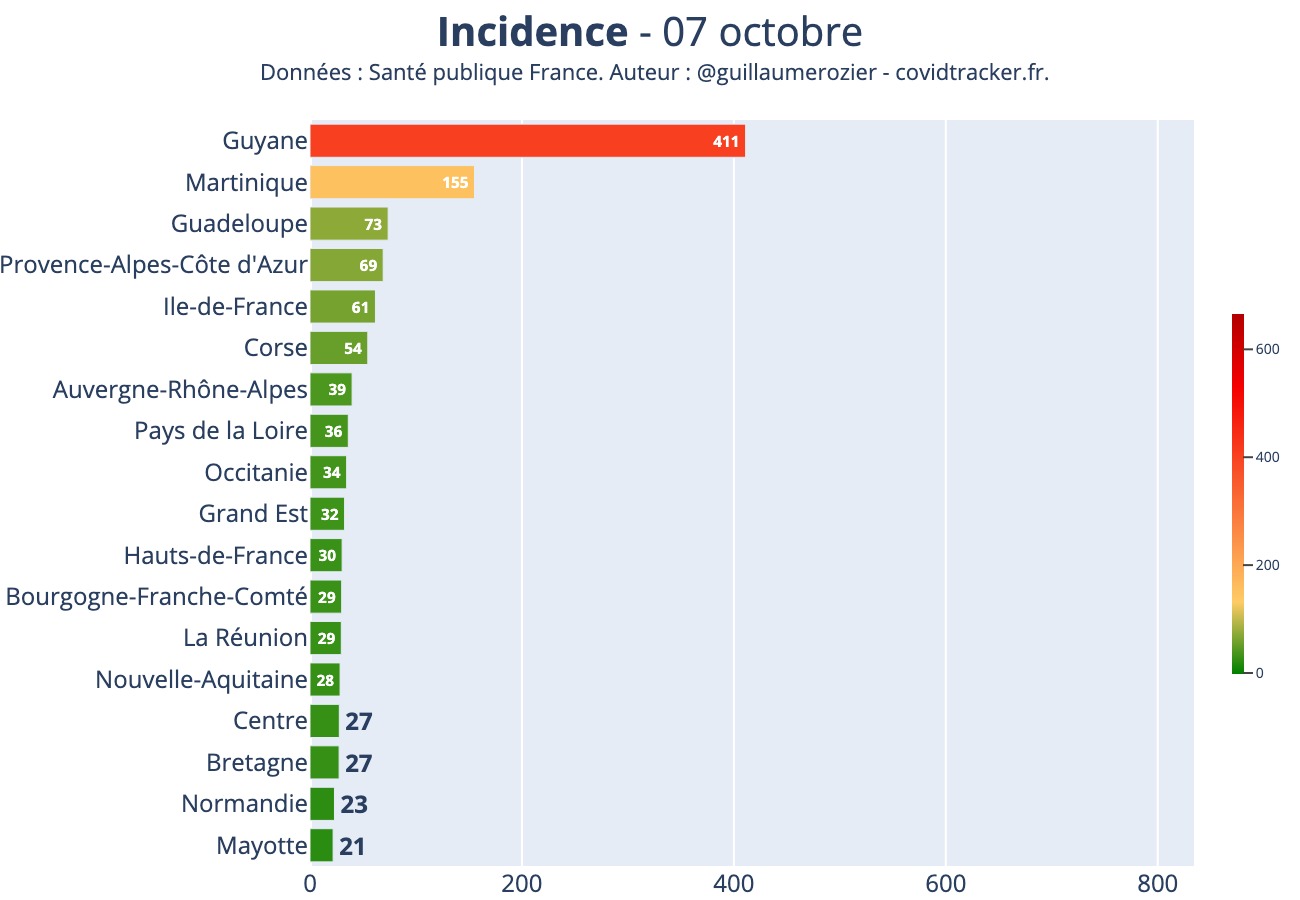 Incidence - 07 octobre
Données : Santé publique France. Auteur : @guillaumerozier - covidtracker.fr.
Guyane 411
Martinique 155
Guadeloupe 73
Provence-Alpes-Côte d'Azur 69
Ile-de-France 61
Corse 54
Auvergne-Rhône-Alpes 39
Pays de la Loire 36
Occitanie 34
Grand Est 32
Hauts-de-France 30
Bourgogne-Franche-Comté 29
La Réunion 29
Nouvelle-Aquitaine 28
Centre 27
Bretagne 27
Normandie 23
Mayotte 21
0 200 400 600 800
600
400
200
0